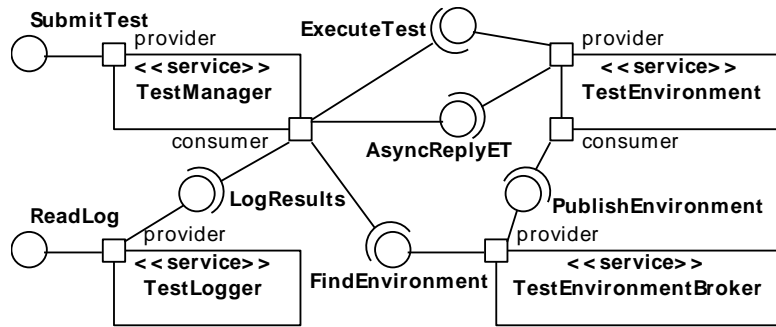 SubmitTest
ExecuteTest
provider
provider
<<service>>
<<service>>
TestManager
TestEnvironment
consumer
consumer
AsyncReplyET
LogResults
PublishEnvironment
ReadLog
provider
provider
<<service>>
<<service>>
TestLogger
FindEnvironment
TestEnvironmentBroker